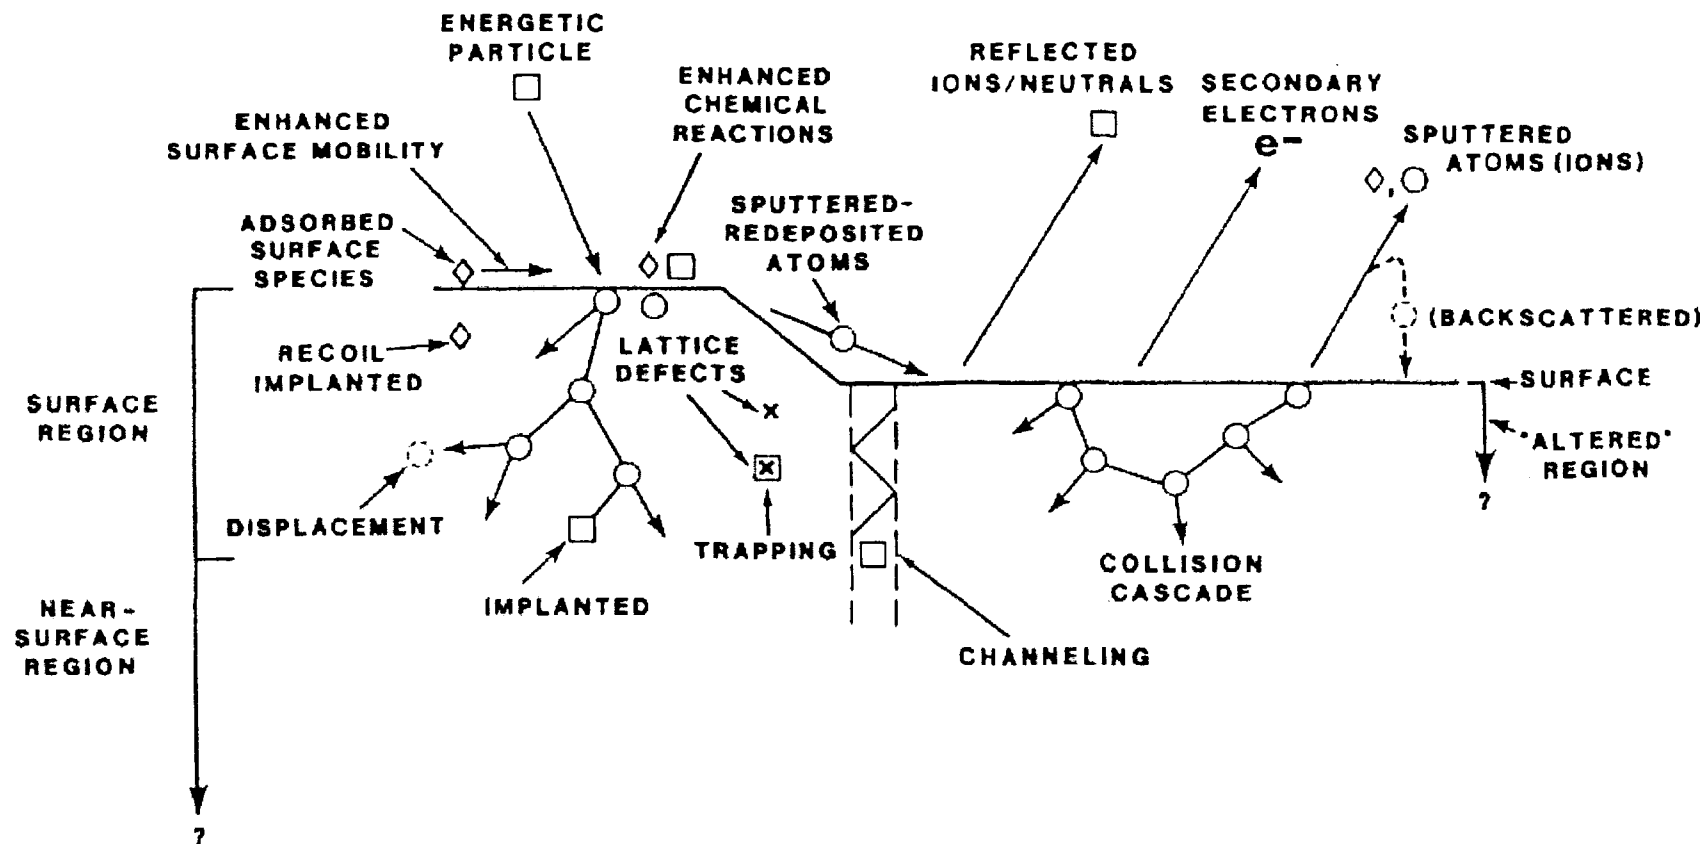 ENERGETIC
PARTICLE
ENHANCED
CHEMICAL
REACTIONS
REFLECTED
IONS/NEUTRALS
SECONDARY
ELECTRONS
e-
SPUTTERED
ATOMS (IONS)
ENHANCED
SURFACE MOBILITY
ADSORBED
SURFACE
SPECIES
SPUTTERED-
REDEPOSITED
ATOMS
(BACKSCATTERED)
RECOIL
IMPLANTED
LATTICE
DEFECTS
SURFACE
SURFACE
REGION
"ALTERED"
REGION
?
DISPLACEMENT
TRAPPING
IMPLANTED
COLLISION
CASCADE
CHANNELING
NEAR-
SURFACE
REGION
?